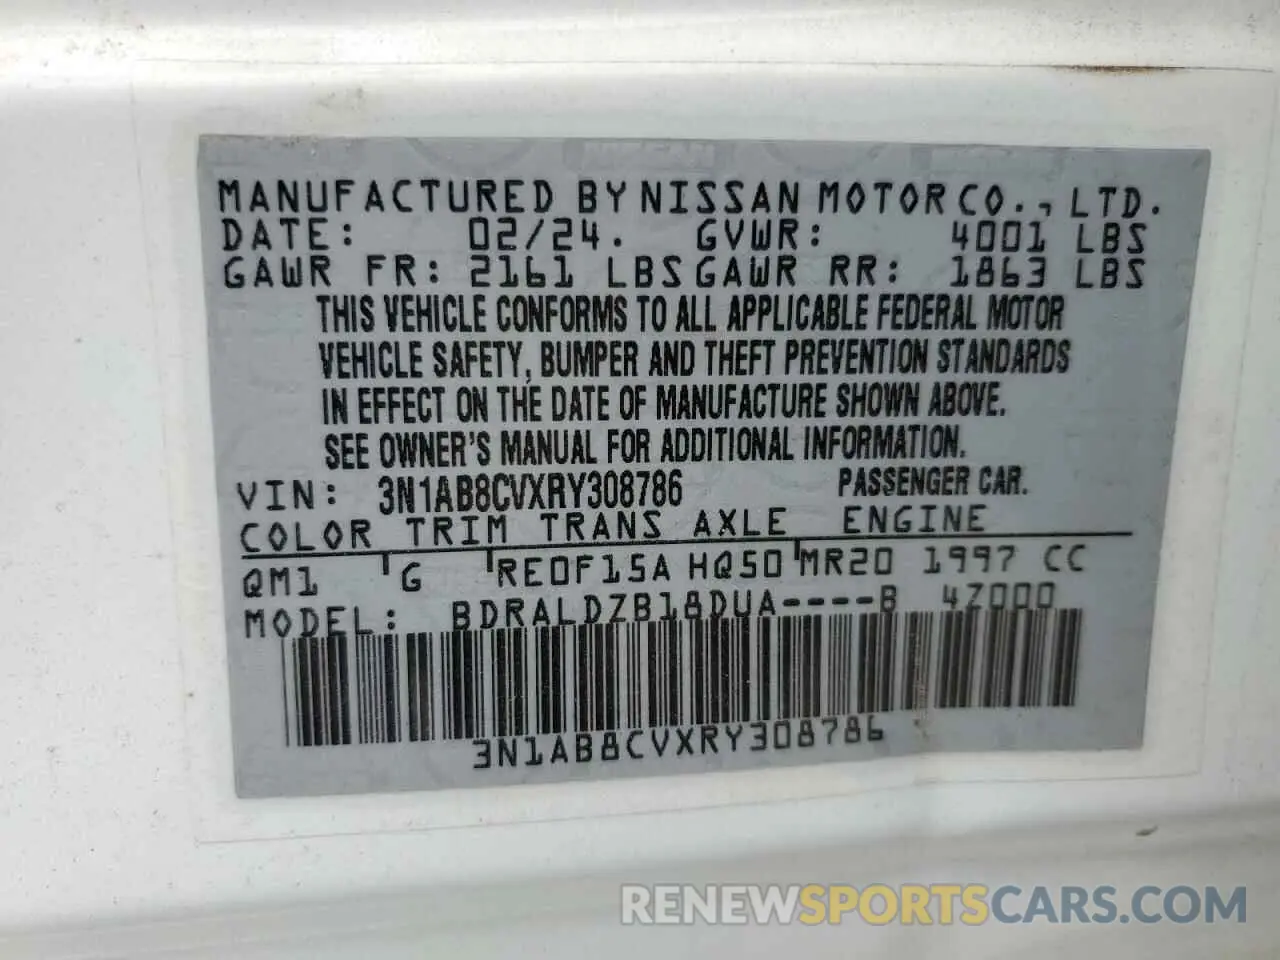 MANUFACTURED BY NISSAN MOTOR CO., LTD.
DATE: 02/24. GVWR: 4001 LBS
GAWR FR: 2161 LBS GAWR RR: 1863 LBS
THIS VEHICLE CONFORMS TO ALL APPLICABLE FEDERAL MOTOR
VEHICLE SAFETY, BUMPER AND THEFT PREVENTION STANDARDS
IN EFFECT ON THE DATE OF MANUFACTURE SHOWN ABOVE.
SEE OWNER'S MANUAL FOR ADDITIONAL INFORMATION.
VIN: 3N1AB8CVXRY308786 PASSENGER CAR.
COLOR TRIM TRANS AXLE ENGINE
QM1 G RE0F15A HQ50 MR20 1997 CC
MODEL: BDRALDZB18DUA----B 4Z000
3N1AB8CVXRY308786
RENEWSPORTSCARS.COM